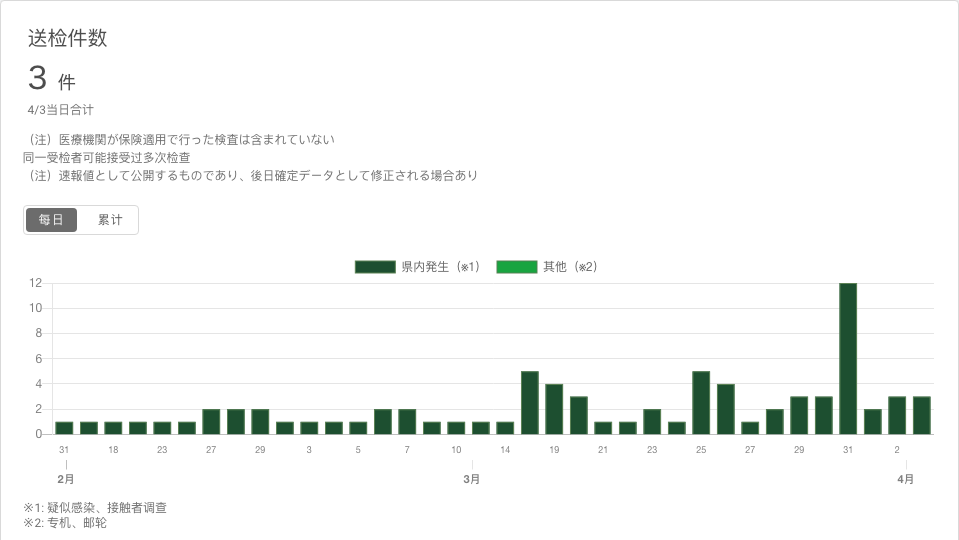 送检件数
3 件
4/3当日合计
（注）医療機関が保険適用で行った検査は含まれていない
同一受检者可能接受过多次检查
（注）速報値として公開するものであり、後日確定データとして修正される場合あり
每日 累计
県内発生（※1） 其他（※2）
12
10
8
6
4
2
0
31 18 23 27 29 3 5 7 10 14 19 21 23 25 27 29 31 2
2月 3月 4月
※1: 疑似感染、接触者调查
※2: 专机、邮轮